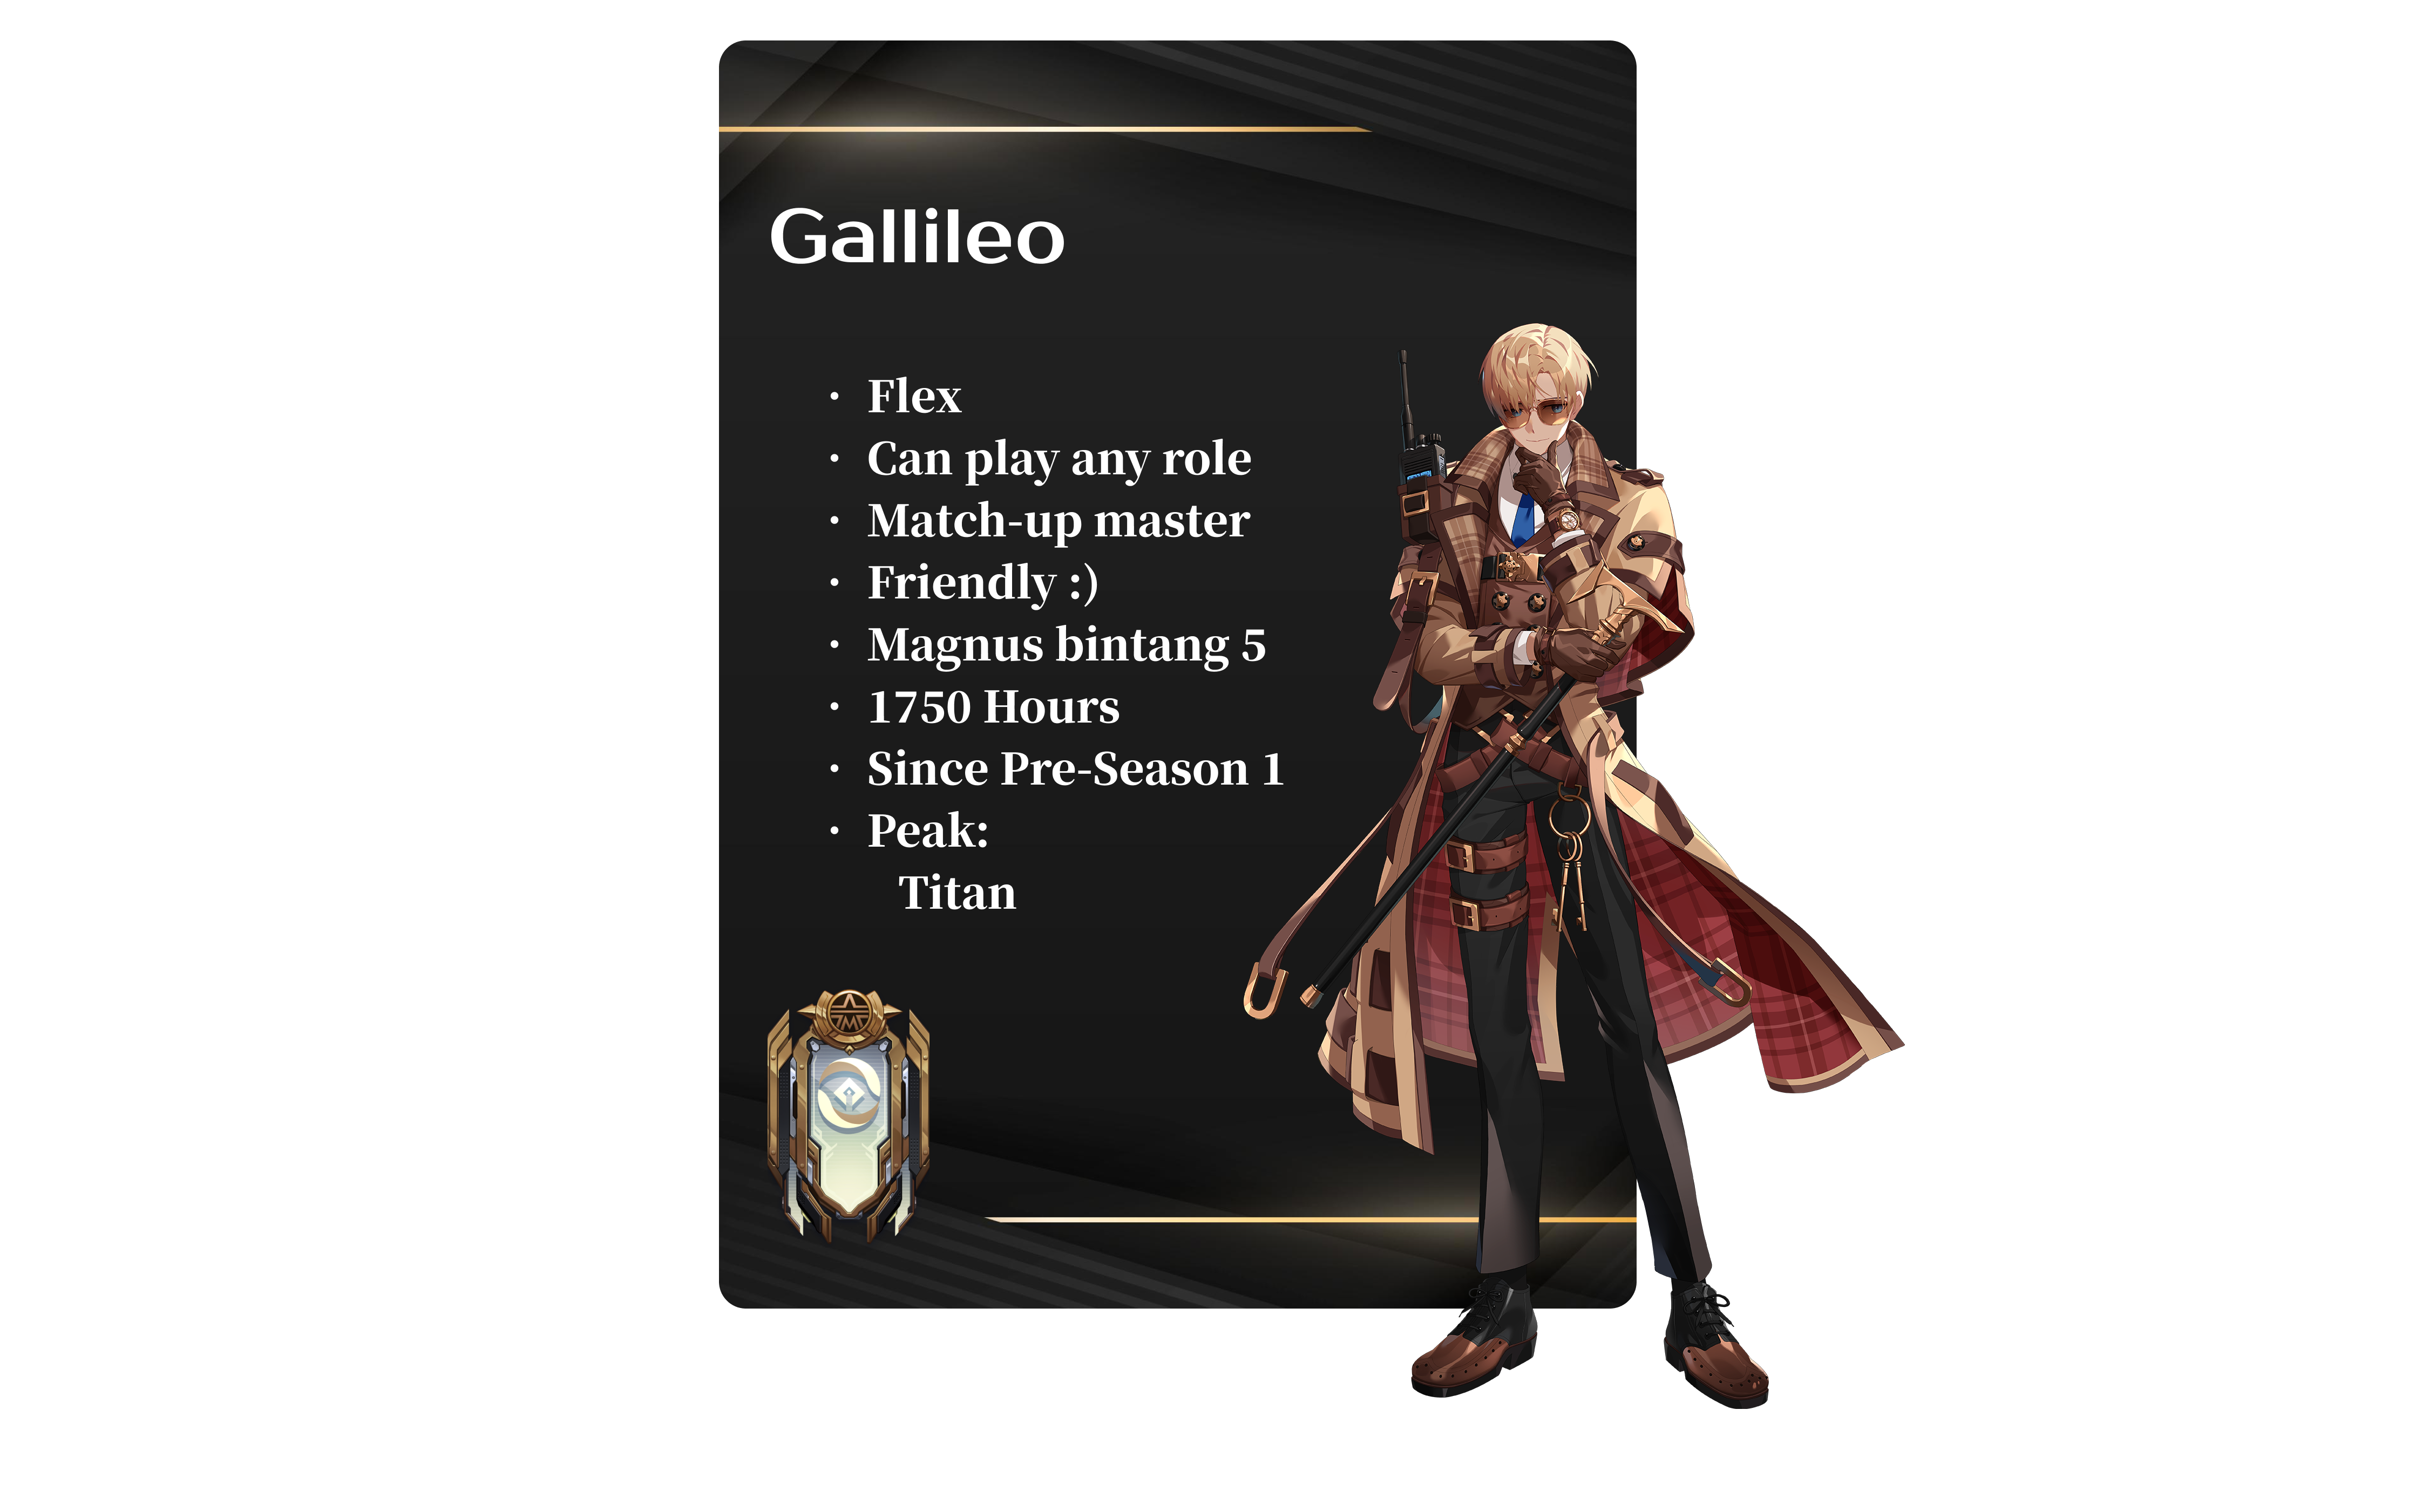 Gallileo
· Flex
· Can play any role
· Match-up master
· Friendly :)
· Magnus bintang 5
· 1750 Hours
· Since Pre-Season 1
· Peak:
Titan